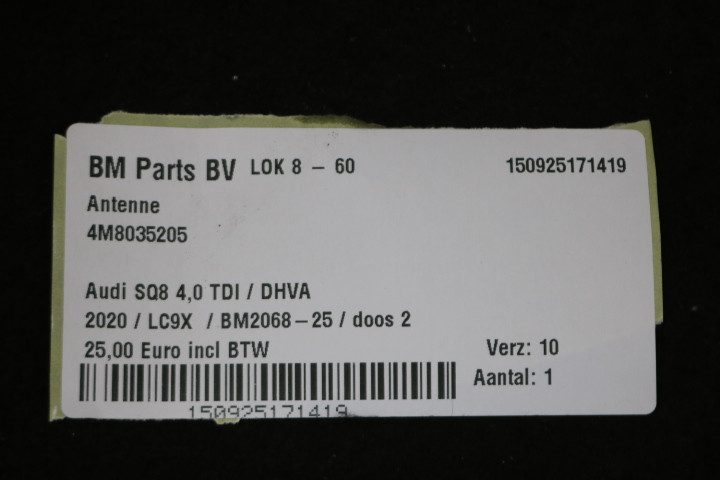 BM Parts BV LOK 8 - 60 150925171419
Antenne
4M8035205
Audi SQ8 4,0 TDI / DHVA
2020 / LC9X / BM2068-25 / doos 2
25,00 Euro incl BTW Verz: 10
Aantal: 1
150925171419